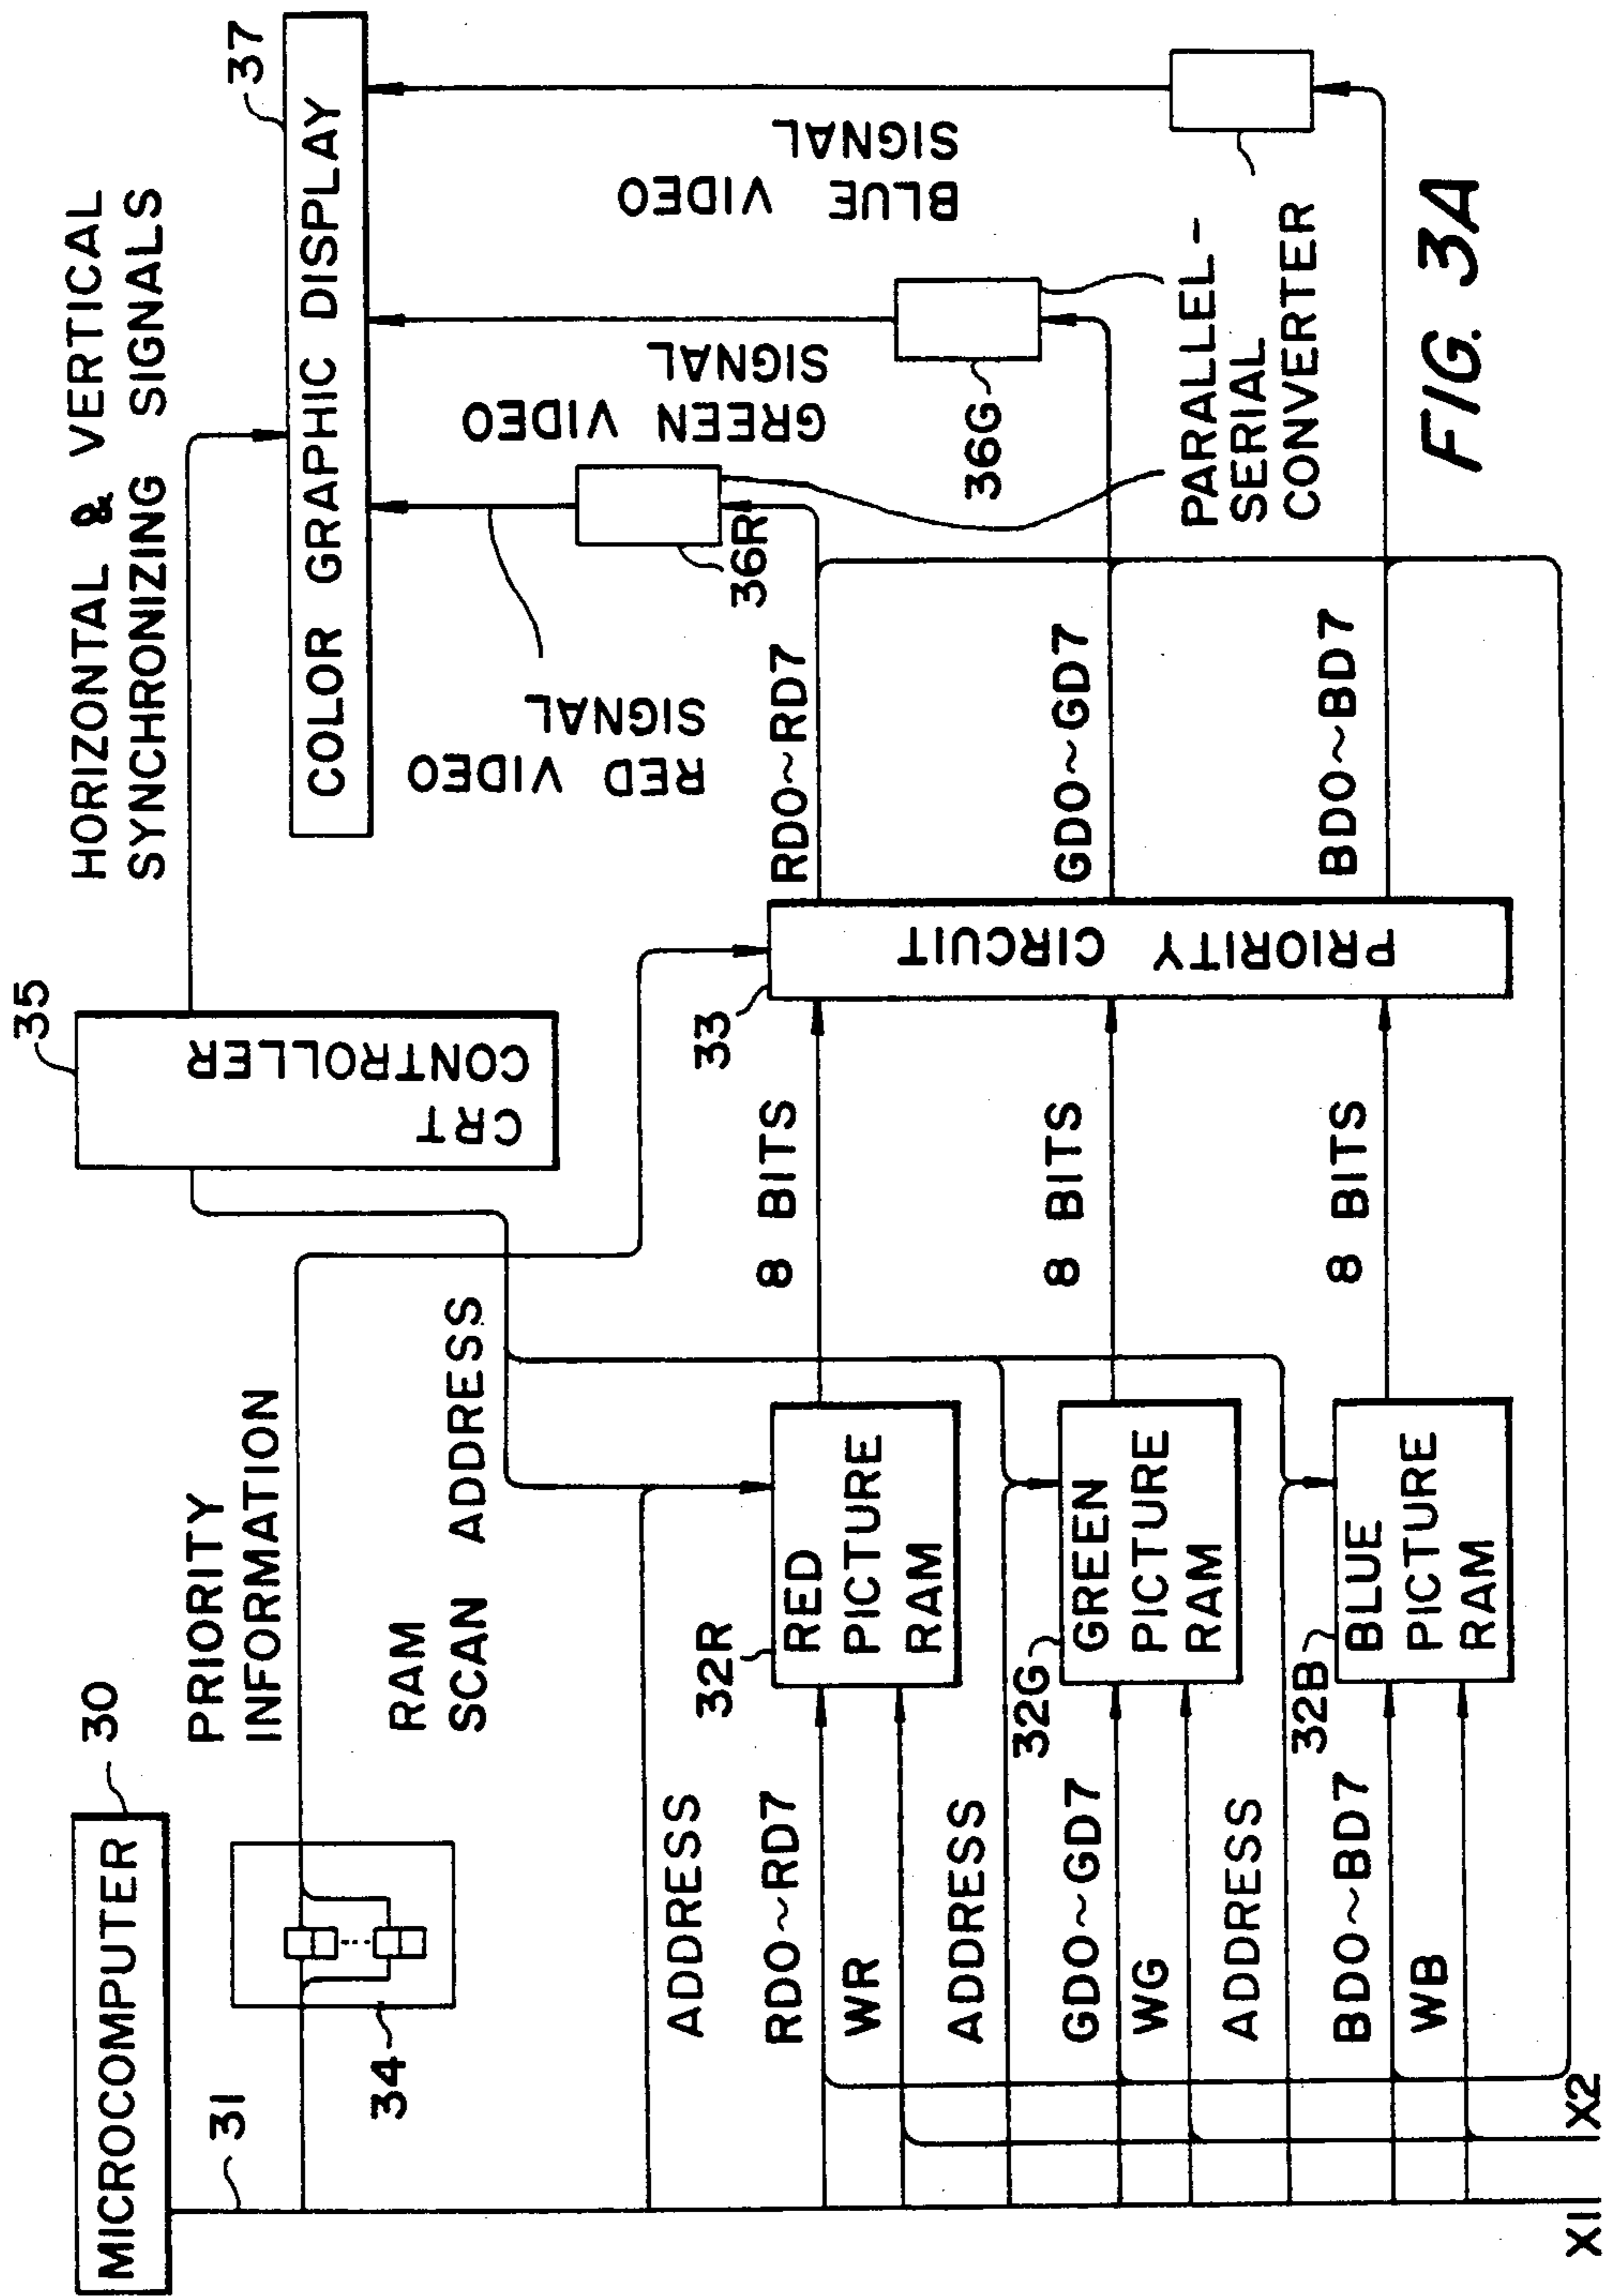 MICROCOMPUTER
30
31
34
PRIORITY
INFORMATION
RAM
SCAN ADDRESS
35
CRT
CONTROLLER
HORIZONTAL & VERTICAL
SYNCHRONIZING SIGNALS
37
COLOR GRAPHIC DISPLAY
RED VIDEO
SIGNAL
GREEN VIDEO
SIGNAL
BLUE VIDEO
SIGNAL
36R
36G
PARALLEL-
SERIAL
CONVERTER
33
PRIORITY CIRCUIT
RD0~RD7
GD0~GD7
BD0~BD7
8 BITS
8 BITS
8 BITS
ADDRESS
32R
RED
PICTURE
RAM
RD0~RD7
WR
ADDRESS
32G
GREEN
PICTURE
RAM
GD0~GD7
WG
ADDRESS
32B
BLUE
PICTURE
RAM
BD0~BD7
WB
X1
X2
FIG. 3A